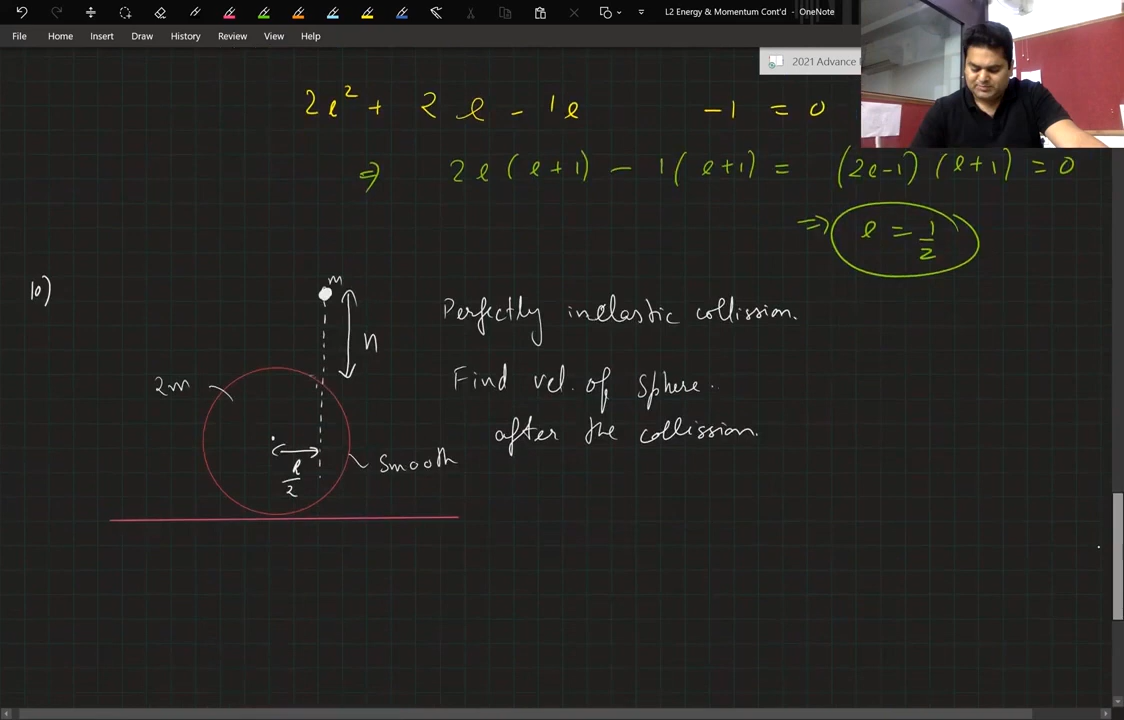 L2 Energy & Momentum Cont'd - OneNote
File Home Insert Draw History Review View Help
2021 Advance
2e² + 2e - 1e -1 = 0
⇒ 2e(e+1) - 1(e+1) = (2e-1)(e+1) = 0
⇒ e = 1/2
10)
m
h
Perfectly inelastic collission.
2m
Find vel. of sphere.
after the collission.
R/2
smooth